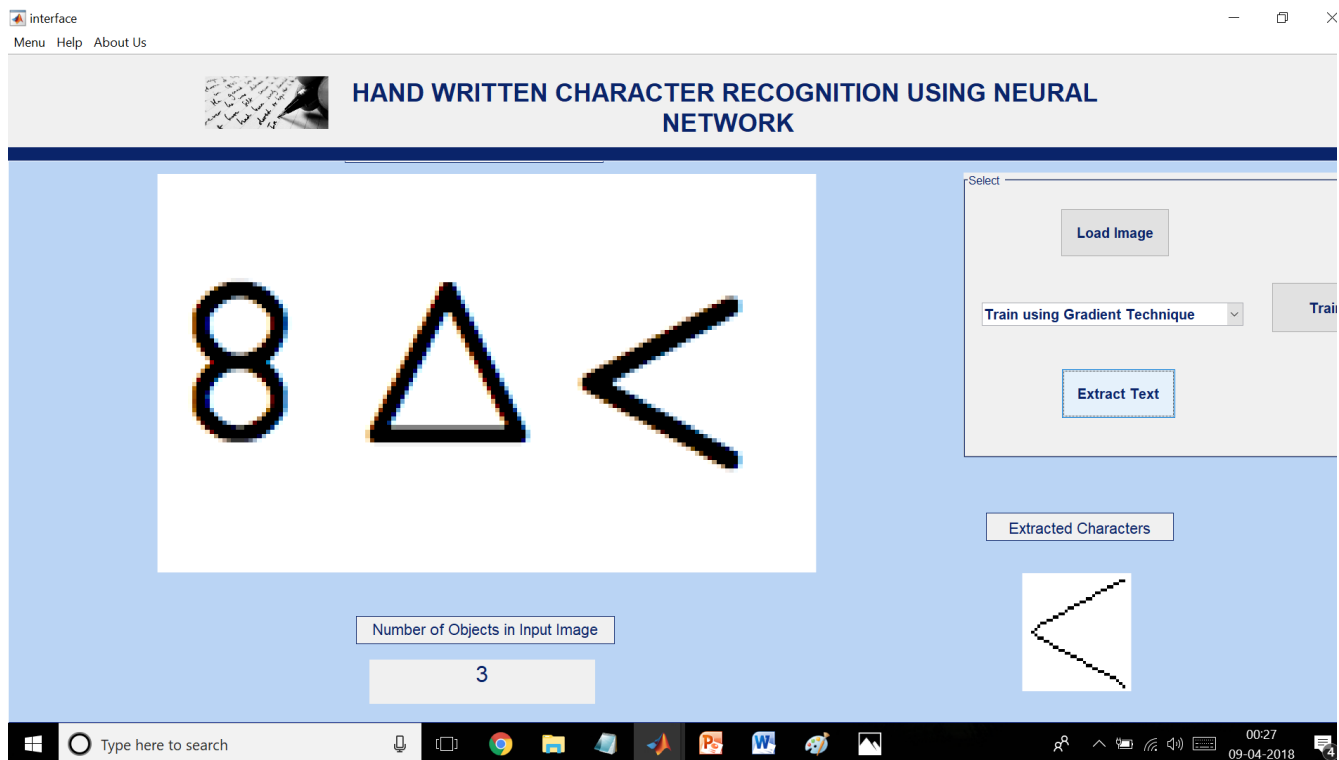 interface
Menu Help About Us
HAND WRITTEN CHARACTER RECOGNITION USING NEURAL
NETWORK
Select
Load Image
8 Δ <
Train using Gradient Technique
Extract Text
Extracted Characters
<
Number of Objects in Input Image
3
Type here to search
00:27
09-04-2018
4